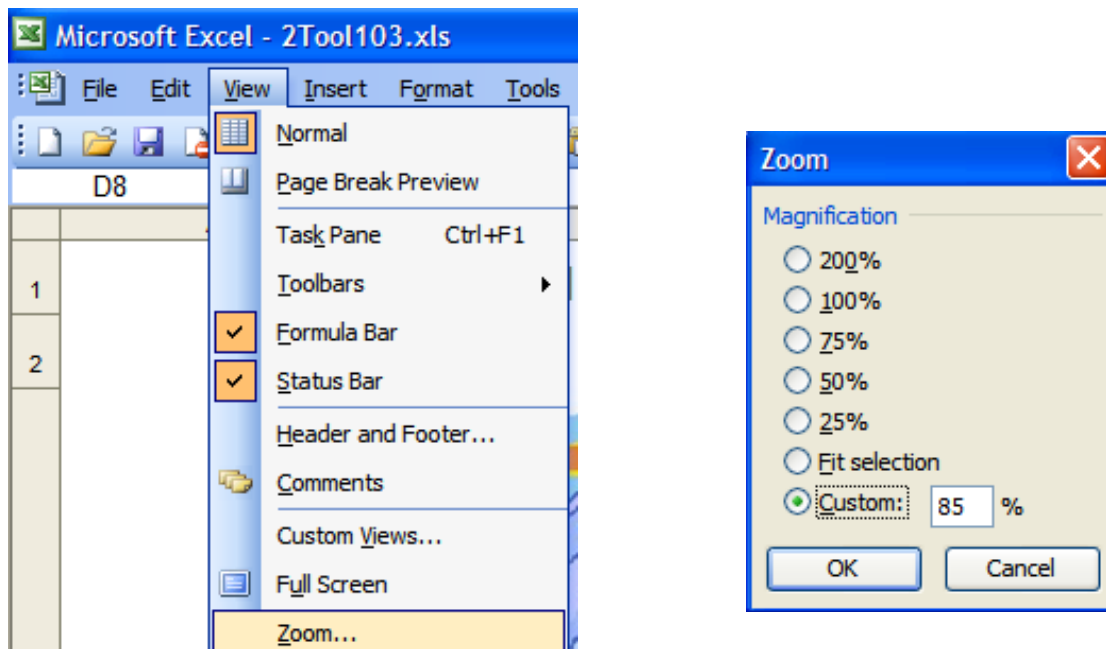 Microsoft Excel - 2Tool103.xls
File Edit View Insert Format Tools
Normal
D8
Page Break Preview
Task Pane Ctrl+F1
1
Toolbars
Formula Bar
2
Status Bar
Header and Footer...
Comments
Custom Views...
Full Screen
Zoom...
Zoom
Magnification
200%
100%
75%
50%
25%
Fit selection
Custom: 85 %
OK Cancel